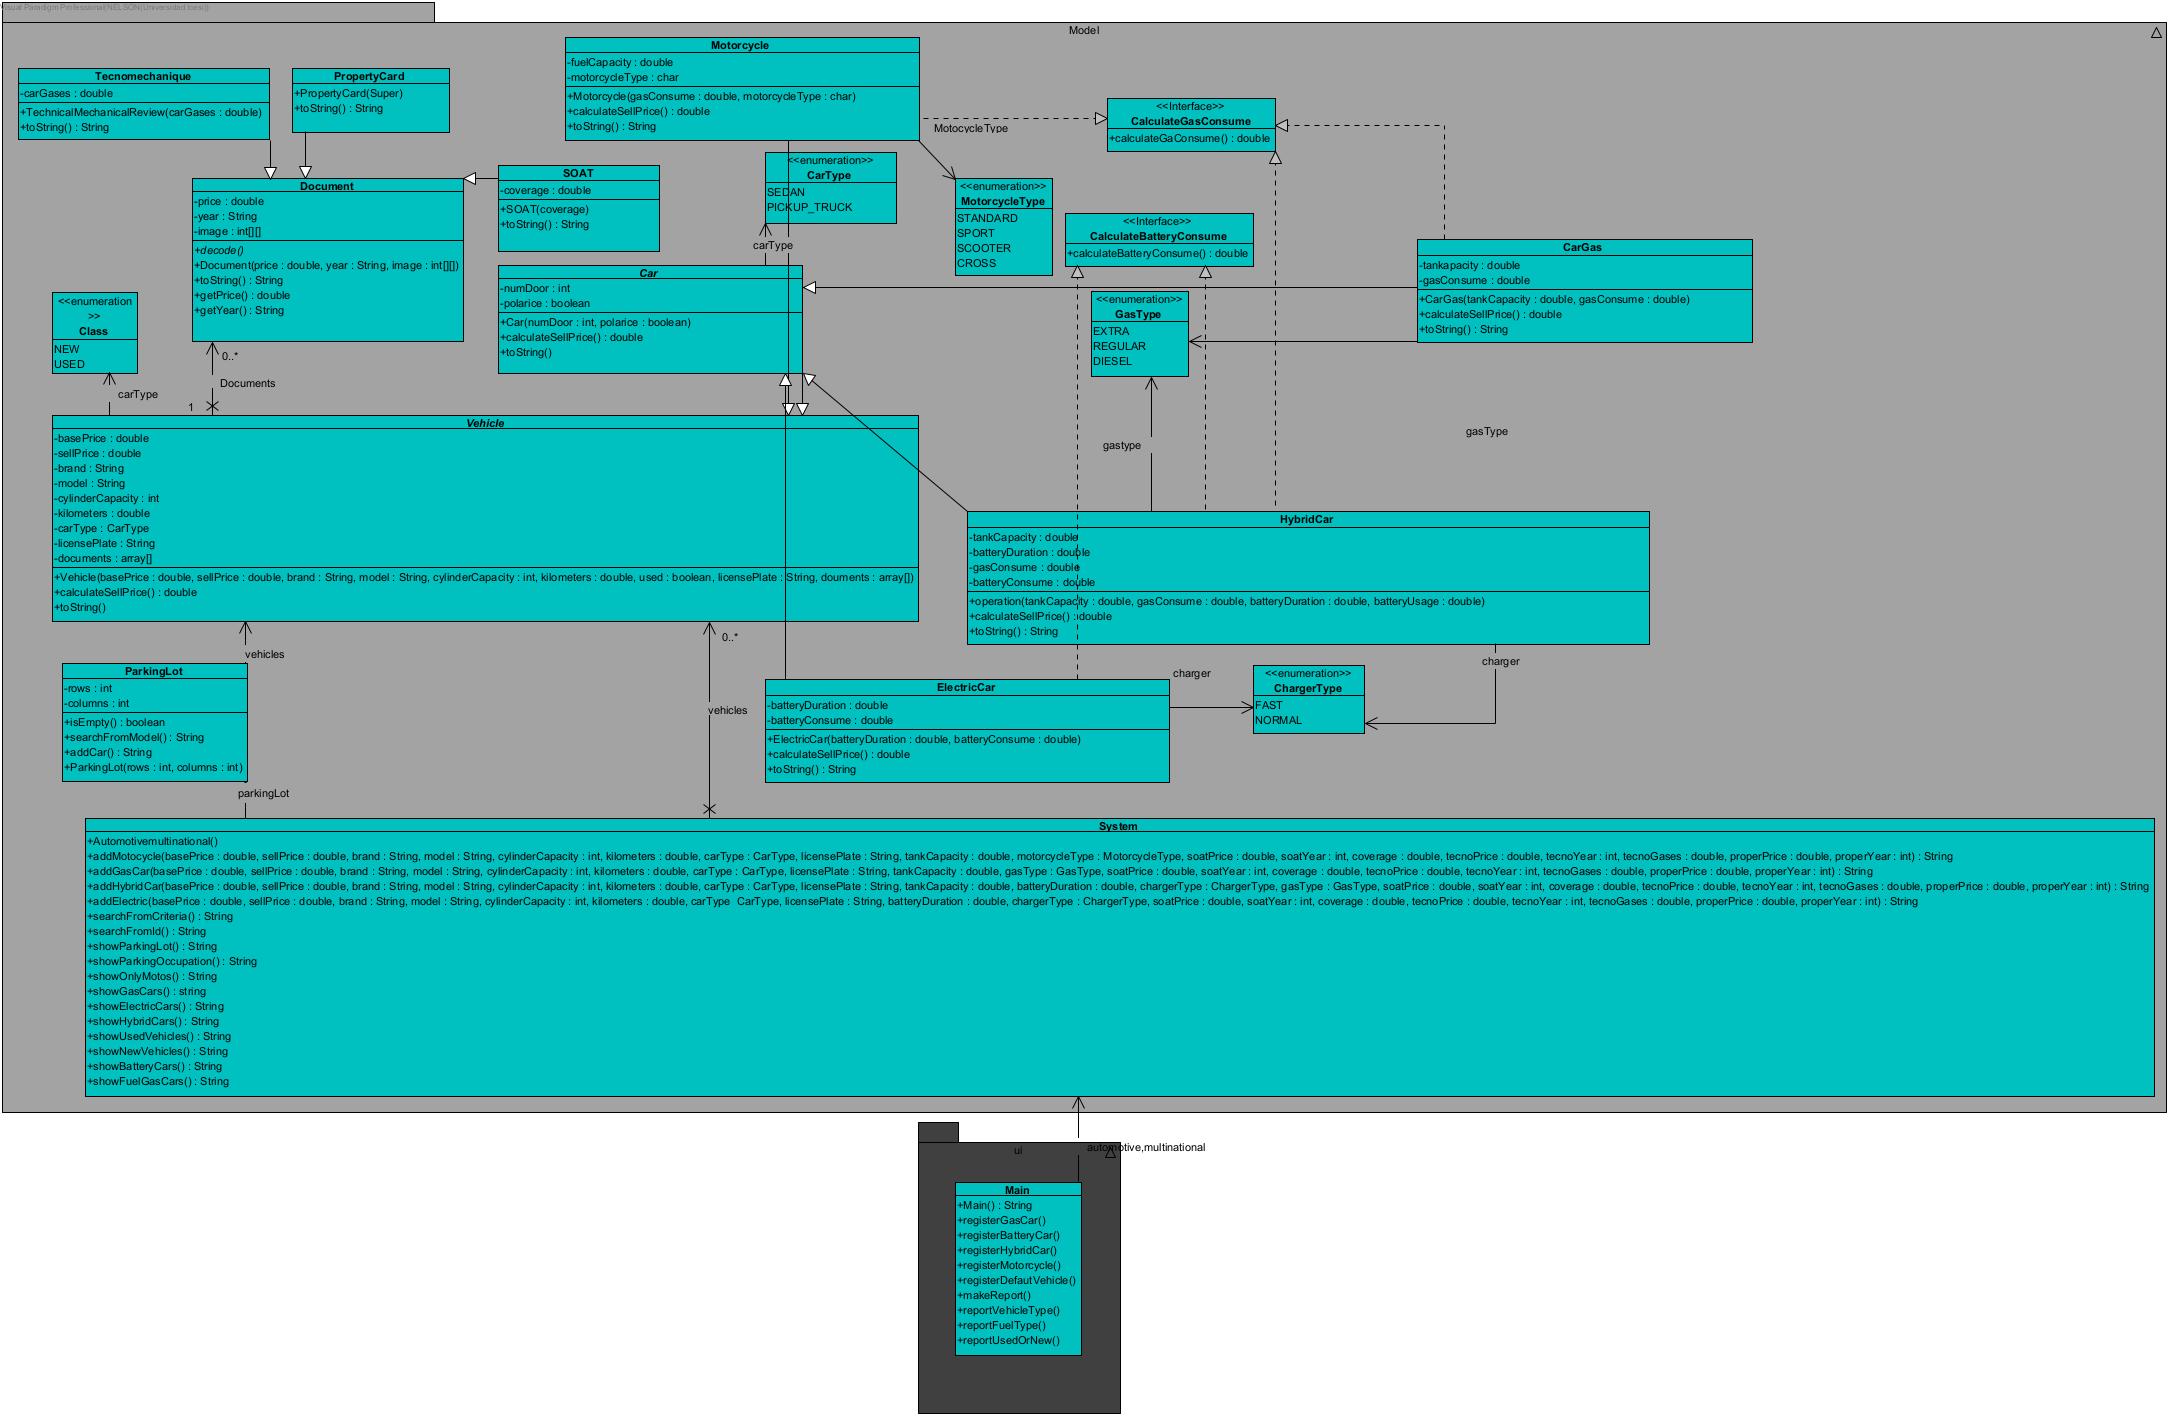 Visual Paradigm Professional(NELSON(Universidad Icesi))
Model
Motorcycle
-fuelCapacity : double
-motorcycleType : char
+Motorcycle(gasConsume : double, motorcycleType : char)
+calculateSellPrice() : double
+toString() : String
Tecnomechanique
-carGases : double
+TechnicalMechanicalReview(carGases : double)
+toString() : String
PropertyCard
+PropertyCard(Super)
+toString() : String
<<Interface>>
CalculateGasConsume
+calculateGaConsume() : double
MotocycleType
<<enumeration>>
CarType
SEDAN
PICKUP_TRUCK
SOAT
-coverage : double
+SOAT(coverage)
+toString() : String
Document
-price : double
-year : String
-image : int[][]
+decode()
+Document(price : double, year : String, image : int[][])
+toString() : String
+getPrice() : double
+getYear() : String
<<enumeration>>
MotorcycleType
STANDARD
SPORT
SCOOTER
CROSS
<<Interface>>
CalculateBatteryConsume
+calculateBatteryConsume() : double
carType
CarGas
-tankapacity : double
-gasConsume : double
+CarGas(tankCapacity : double, gasConsume : double)
+calculateSellPrice() : double
+toString() : String
Car
-numDoor : int
-polarice : boolean
+Car(numDoor : int, polarice : boolean)
+calculateSellPrice() : double
+toString()
<<enumeration
>>
Class
NEW
USED
<<enumeration>>
GasType
EXTRA
REGULAR
DIESEL
0..*
Documents
carType
1
gastype
gasType
Vehicle
-basePrice : double
-sellPrice : double
-brand : String
-model : String
-cylinderCapacity : int
-kilometers : double
-carType : CarType
-licensePlate : String
-documents : array[]
+Vehicle(basePrice : double, sellPrice : double, brand : String, model : String, cylinderCapacity : int, kilometers : double, used : boolean, licensePlate : String, douments : array[])
+calculateSellPrice() : double
+toString()
HybridCar
-tankCapacity : double
-batteryDuration : double
-gasConsume : double
-batteryConsume : double
+operation(tankCapacity : double, gasConsume : double, batteryDuration : double, batteryUsage : double)
+calculateSellPrice() : double
+toString() : String
0..*
vehicles
charger
ParkingLot
-rows : int
-columns : int
+isEmpty() : boolean
+searchFromModel() : String
+addCar() : String
+ParkingLot(rows : int, columns : int)
vehicles
charger
<<enumeration>>
ChargerType
FAST
NORMAL
ElectricCar
-batteryDuration : double
-batteryConsume : double
+ElectricCar(batteryDuration : double, batteryConsume : double)
+calculateSellPrice() : double
+toString() : String
parkingLot
System
+Automotivemultinational()
+addMotocycle(basePrice : double, sellPrice : double, brand : String, model : String, cylinderCapacity : int, kilometers : double, carType : CarType, licensePlate : String, tankCapacity : double, motorcycleType : MotorcycleType, soatPrice : double, soatYear : int, coverage : double, tecnoPrice : double, tecnoYear : int, tecnoGases : double, properPrice : double, properYear : int) : String
+addGasCar(basePrice : double, sellPrice : double, brand : String, model : String, cylinderCapacity : int, kilometers : double, carType : CarType, licensePlate : String, tankCapacity : double, gasType : GasType, soatPrice : double, soatYear : int, coverage : double, tecnoPrice : double, tecnoYear : int, tecnoGases : double, properPrice : double, properYear : int) : String
+addHybridCar(basePrice : double, sellPrice : double, brand : String, model : String, cylinderCapacity : int, kilometers : double, carType : CarType, licensePlate : String, tankCapacity : double, batteryDuration : double, chargerType : ChargerType, gasType : GasType, soatPrice : double, soatYear : int, coverage : double, tecnoPrice : double, tecnoYear : int, tecnoGases : double, properPrice : double, properYear : int) : String
+addElectric(basePrice : double, sellPrice : double, brand : String, model : String, cylinderCapacity : int, kilometers : double, carType CarType, licensePlate : String, batteryDuration : double, chargerType : ChargerType, soatPrice : double, soatYear : int, coverage : double, tecnoPrice : double, tecnoYear : int, tecnoGases : double, properPrice : double, properYear : int) : String
+searchFromCriteria() : String
+searchFromId() : String
+showParkingLot() : String
+showParkingOccupation() : String
+showOnlyMotos() : String
+showGasCars() : string
+showElectricCars() : String
+showHybridCars() : String
+showUsedVehicles() : String
+showNewVehicles() : String
+showBatteryCars() : String
+showFuelGasCars() : String
automotive,multinational
ui
Main
+Main() : String
+registerGasCar()
+registerBatteryCar()
+registerHybridCar()
+registerMotorcycle()
+registerDefautVehicle()
+makeReport()
+reportVehicleType()
+reportFuelType()
+reportUsedOrNew()